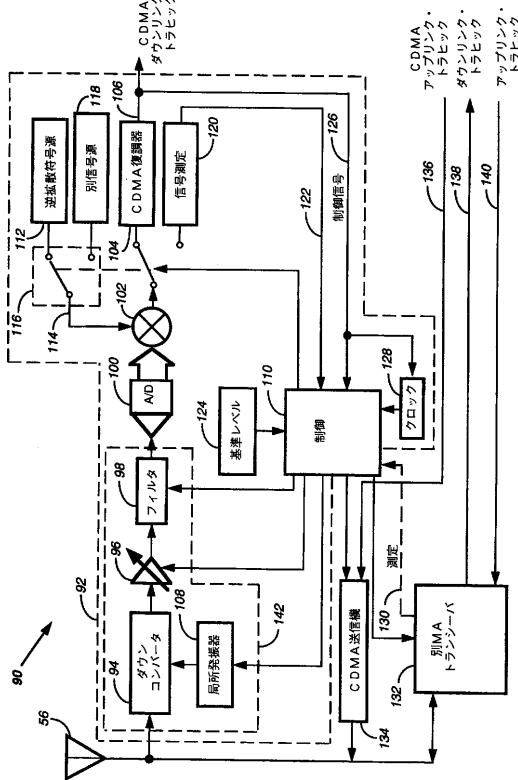 90
56
92
94
ダウン
コンバータ
96
98
フィルタ
100
A/D
102
104
CDMA復調器
106
108
局所発振器
110
制御
112
逆拡散符号源
114
116
118
別信号源
120
信号測定
122
124
基準レベル
126
制御信号
128
クロック
130
測定
132
別MA
トランシーバ
134
CDMA送信機
136
138
140
142
CDMA
ダウンリンク・
トラヒック
CDMA
アップリンク・
トラヒック
ダウンリンク・
トラヒック
アップリンク・
トラヒック